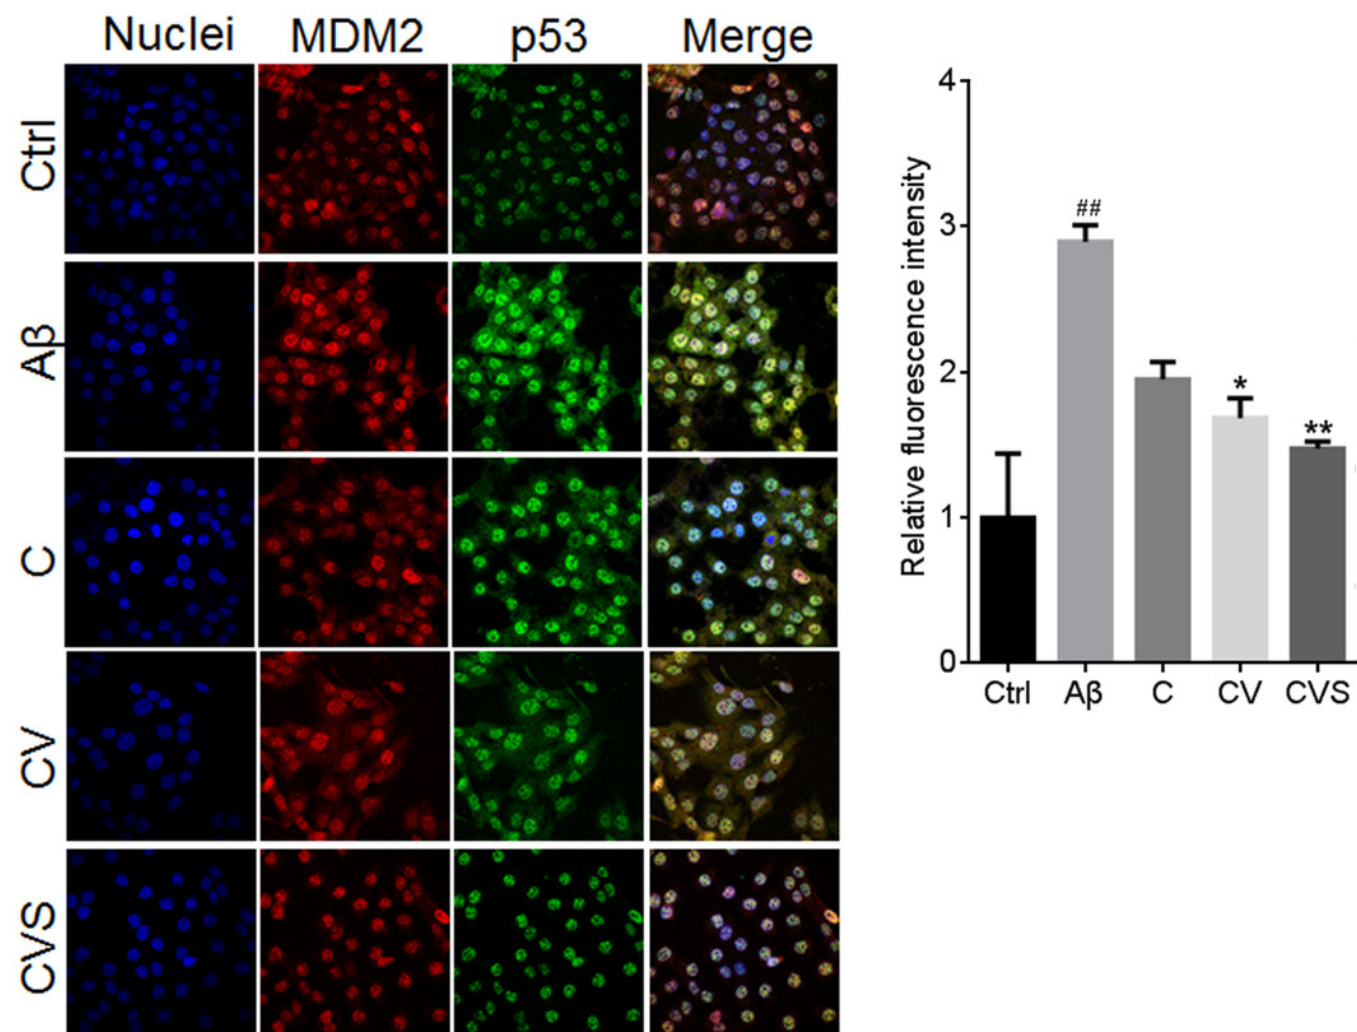 Nuclei MDM2 p53 Merge
Ctrl
Aβ
C
CV
CVS
Relative fluorescence intensity
4
3
2
1
0
##
*
**
Ctrl Aβ C CV CVS